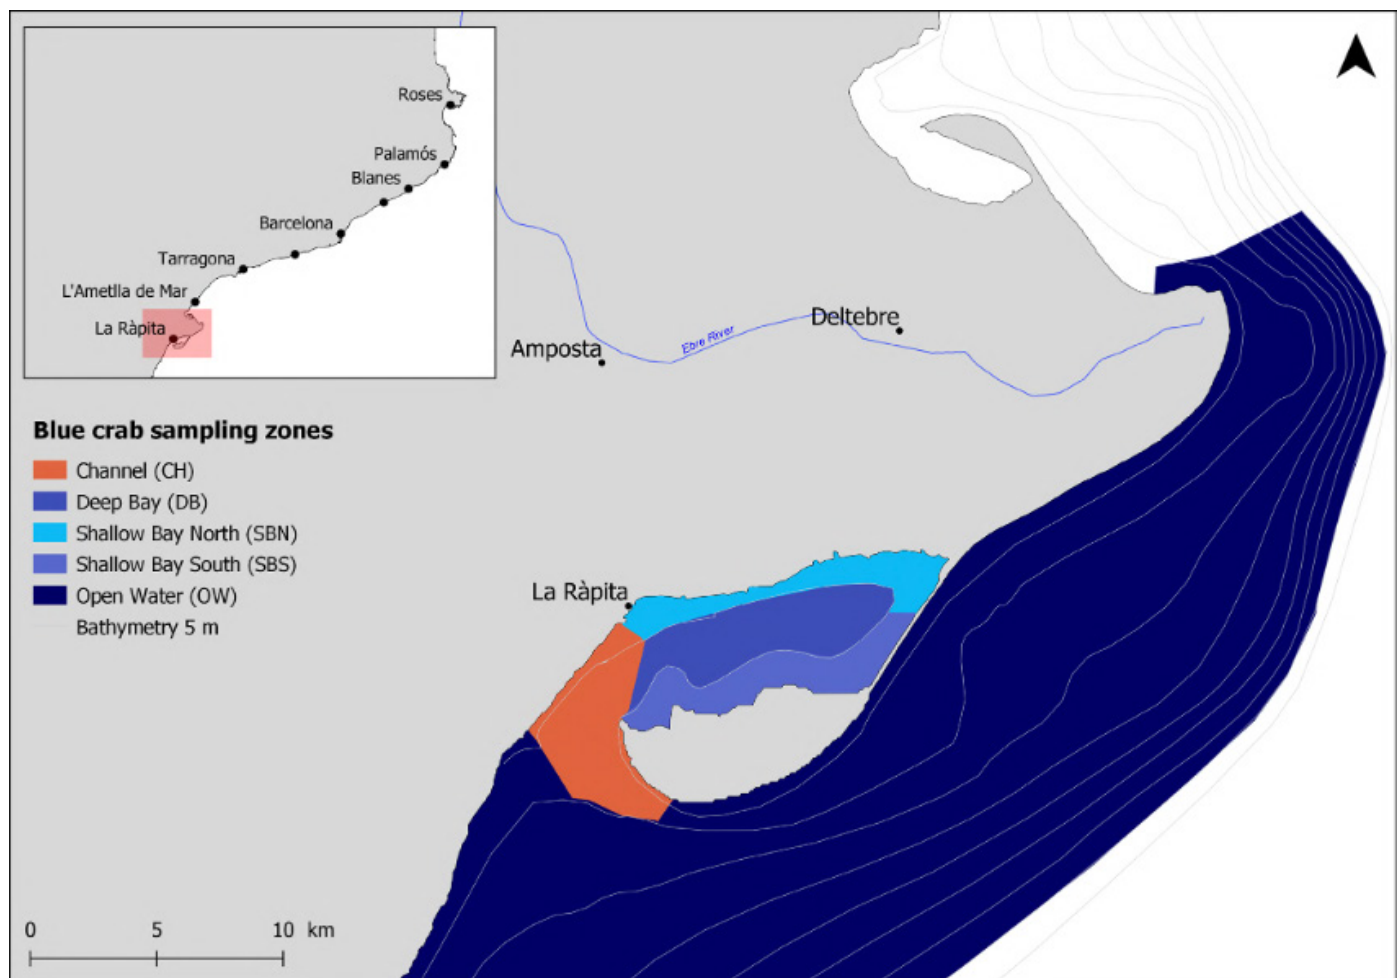 Roses
Palamós
Blanes
Barcelona
Tarragona
L'Ametlla de Mar
La Ràpita
Deltebre
Ebre River
Amposta
Blue crab sampling zones
Channel (CH)
Deep Bay (DB)
Shallow Bay North (SBN)
Shallow Bay South (SBS)
Open Water (OW)
Bathymetry 5 m
La Ràpita
0 5 10 km